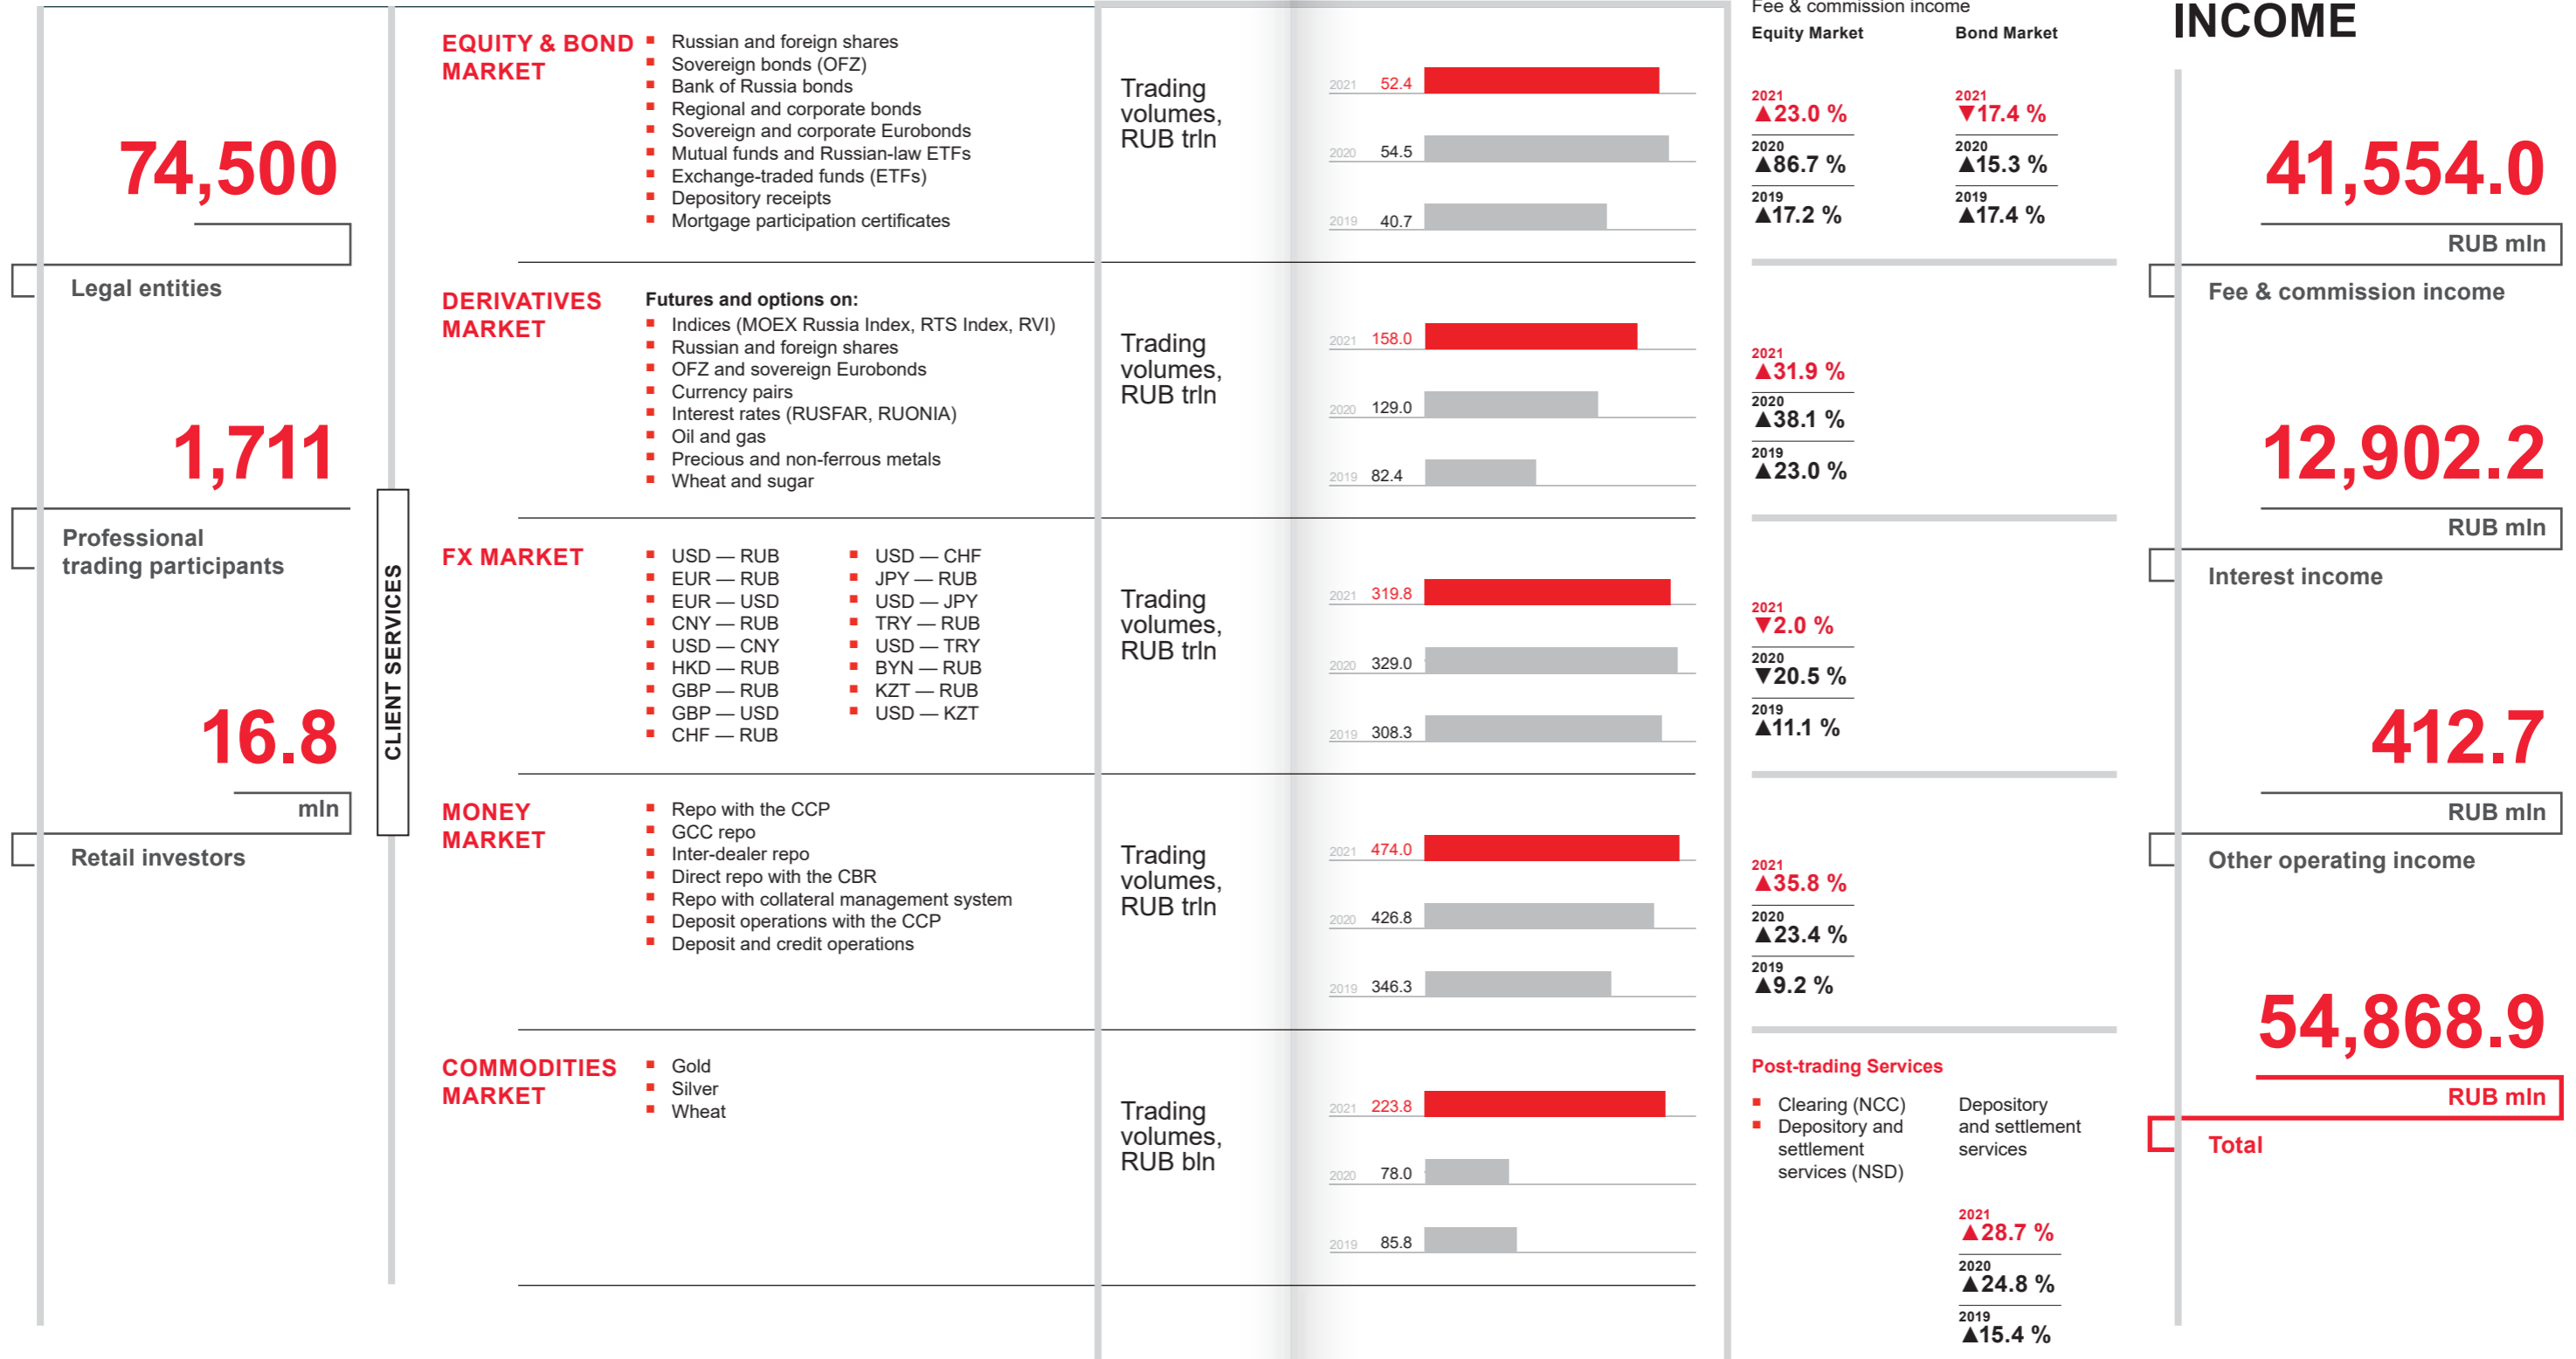 74,500
Legal entities
1,711
Professional
trading participants
16.8
mln
Retail investors
CLIENT SERVICES
EQUITY & BOND
MARKET
Russian and foreign shares
Sovereign bonds (OFZ)
Bank of Russia bonds
Regional and corporate bonds
Sovereign and corporate Eurobonds
Mutual funds and Russian-law ETFs
Exchange-traded funds (ETFs)
Depository receipts
Mortgage participation certificates
Trading
volumes,
RUB trln
2021 52.4
2020 54.5
2019 40.7
Fee & commission income
Equity Market
2021
▲23.0 %
2020
▲86.7 %
2019
▲17.2 %
Bond Market
2021
▼17.4 %
2020
▲15.3 %
2019
▲17.4 %
DERIVATIVES
MARKET
Futures and options on:
Indices (MOEX Russia Index, RTS Index, RVI)
Russian and foreign shares
OFZ and sovereign Eurobonds
Currency pairs
Interest rates (RUSFAR, RUONIA)
Oil and gas
Precious and non-ferrous metals
Wheat and sugar
Trading
volumes,
RUB trln
2021 158.0
2020 129.0
2019 82.4
2021
▲31.9 %
2020
▲38.1 %
2019
▲23.0 %
FX MARKET
USD — RUB
EUR — RUB
EUR — USD
CNY — RUB
USD — CNY
HKD — RUB
GBP — RUB
GBP — USD
CHF — RUB
USD — CHF
JPY — RUB
USD — JPY
TRY — RUB
USD — TRY
BYN — RUB
KZT — RUB
USD — KZT
Trading
volumes,
RUB trln
2021 319.8
2020 329.0
2019 308.3
2021
▼2.0 %
2020
▼20.5 %
2019
▲11.1 %
MONEY
MARKET
Repo with the CCP
GCC repo
Inter-dealer repo
Direct repo with the CBR
Repo with collateral management system
Deposit operations with the CCP
Deposit and credit operations
Trading
volumes,
RUB trln
2021 474.0
2020 426.8
2019 346.3
2021
▲35.8 %
2020
▲23.4 %
2019
▲9.2 %
COMMODITIES
MARKET
Gold
Silver
Wheat
Trading
volumes,
RUB bln
2021 223.8
2020 78.0
2019 85.8
Post-trading Services
Clearing (NCC)
Depository and
settlement
services (NSD)
Depository
and settlement
services
2021
▲28.7 %
2020
▲24.8 %
2019
▲15.4 %
INCOME
41,554.0
RUB mln
Fee & commission income
12,902.2
RUB mln
Interest income
412.7
RUB mln
Other operating income
54,868.9
RUB mln
Total